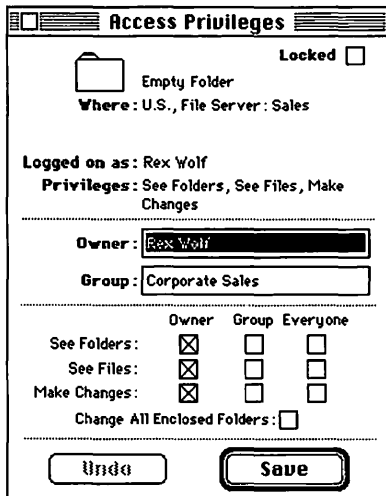 Access Privileges
Locked
Empty Folder
Where: U.S., File Server: Sales
Logged on as: Rex Wolf
Privileges: See Folders, See Files, Make
Changes
Owner: Rex Wolf
Group: Corporate Sales
Owner Group Everyone
See Folders:
See Files:
Make Changes:
Change All Enclosed Folders:
Undo Save